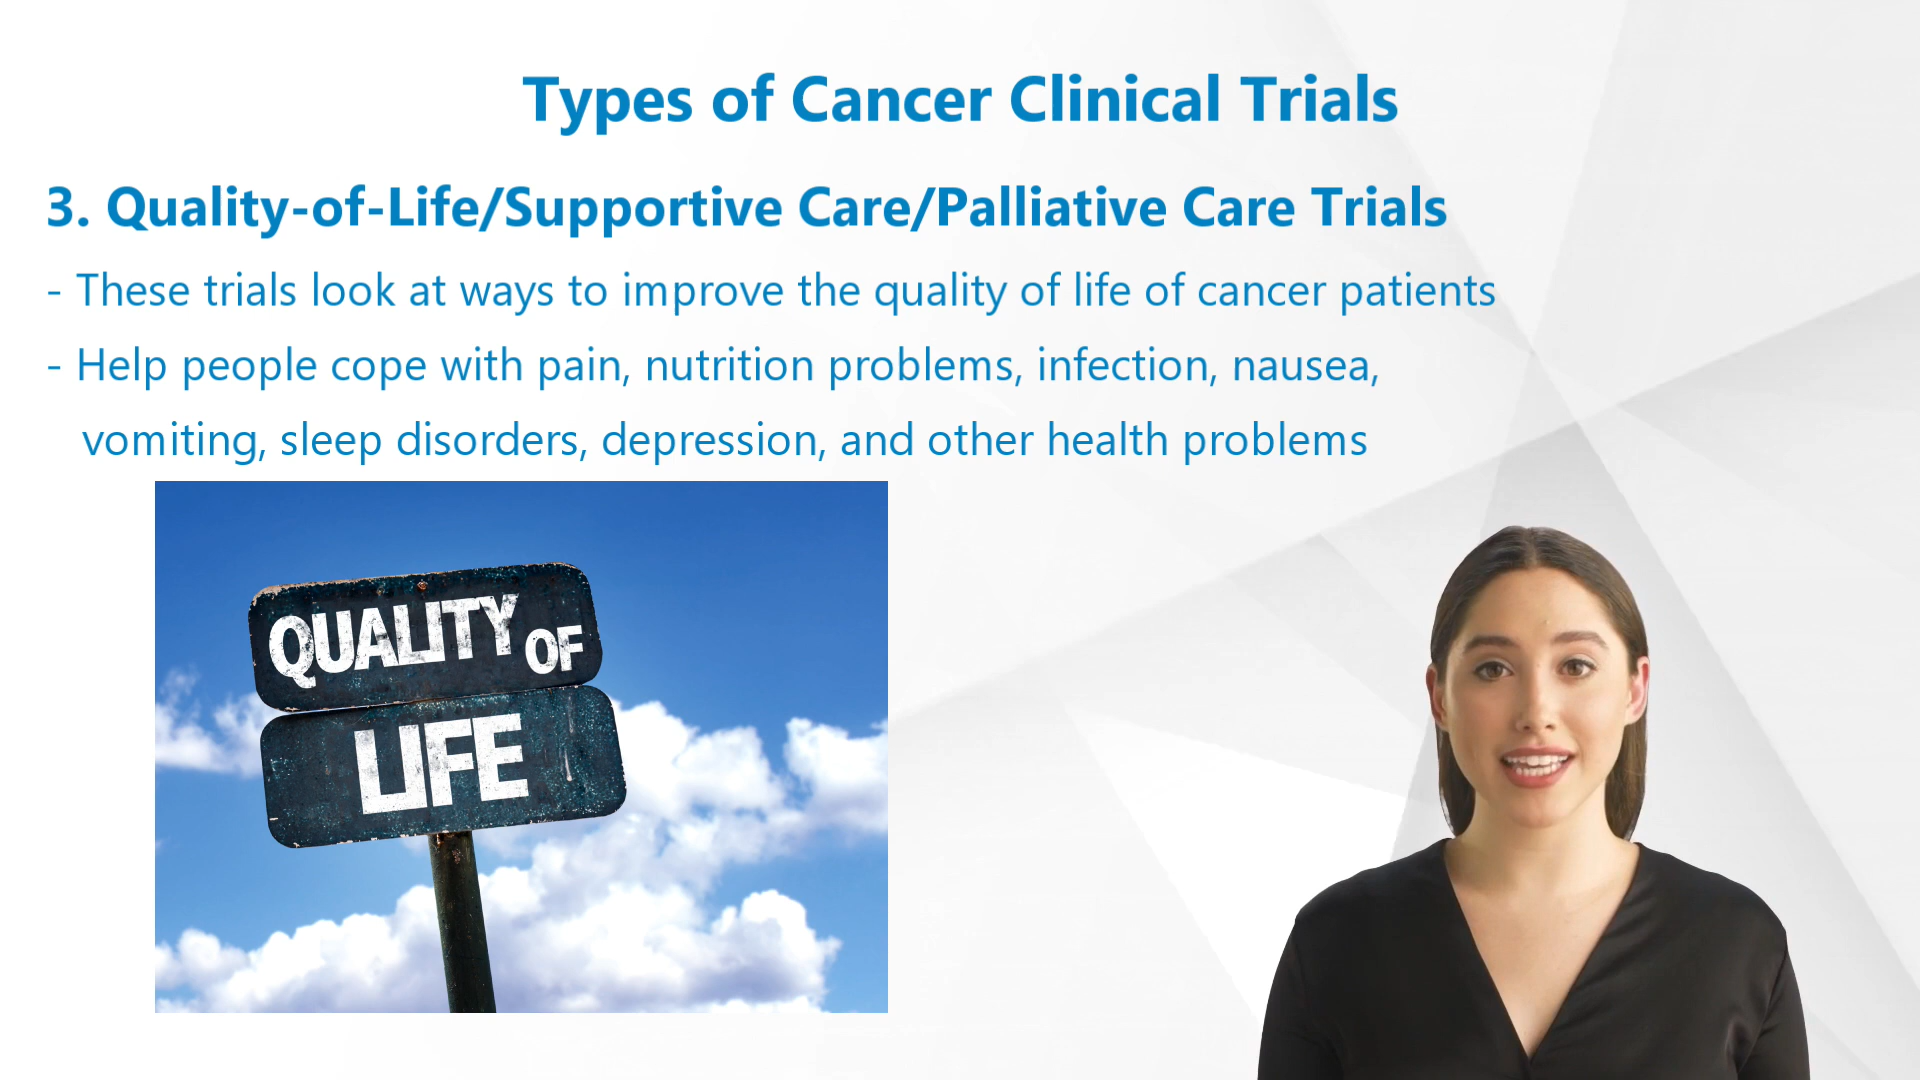 Types of Cancer Clinical Trials
3. Quality-of-Life/Supportive Care/Palliative Care Trials
- These trials look at ways to improve the quality of life of cancer patients
- Help people cope with pain, nutrition problems, infection, nausea,
vomiting, sleep disorders, depression, and other health problems
QUALITY OF
LIFE